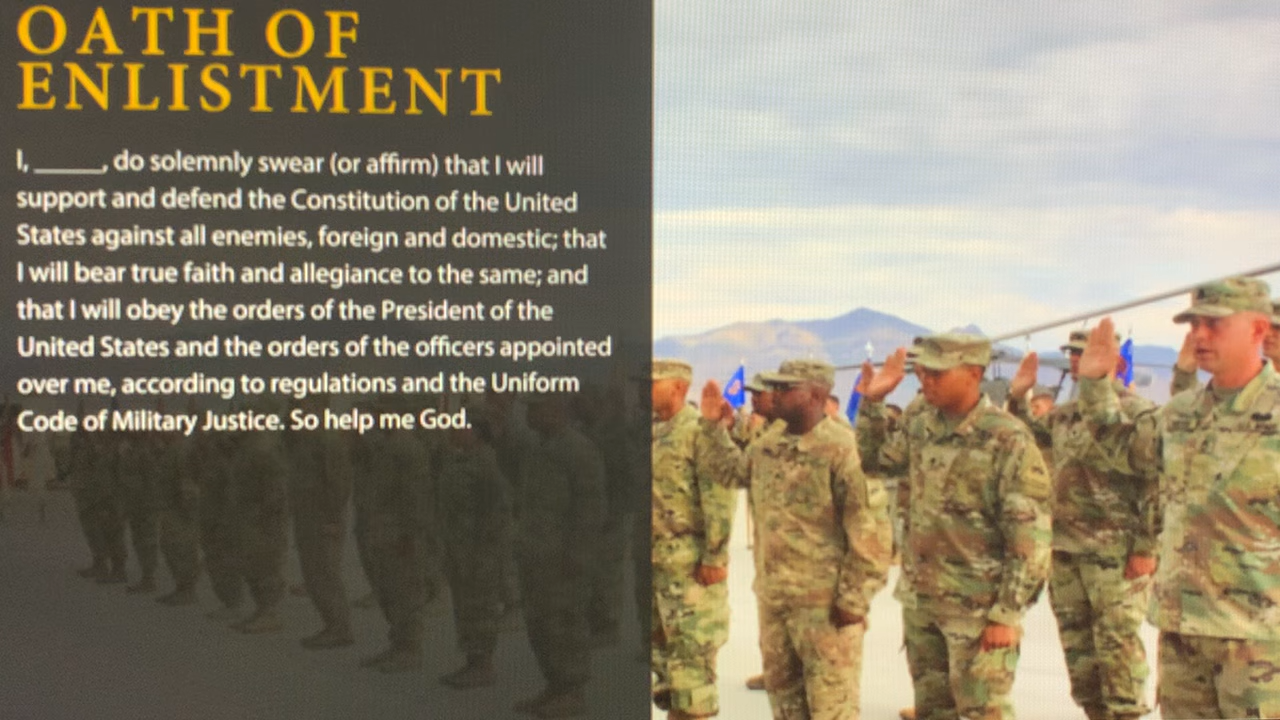 OATH OF
ENLISTMENT
I, _____, do solemnly swear (or affirm) that I will
support and defend the Constitution of the United
States against all enemies, foreign and domestic; that
I will bear true faith and allegiance to the same; and
that I will obey the orders of the President of the
United States and the orders of the officers appointed
over me, according to regulations and the Uniform
Code of Military Justice. So help me God.